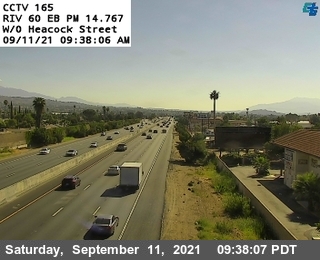 CCTV 165
RIV 60 EB PM 14.767
W/O Heacock Street
09/11/21 09:38:06 AM
Saturday, September 11, 2021 09:38:07 PDT